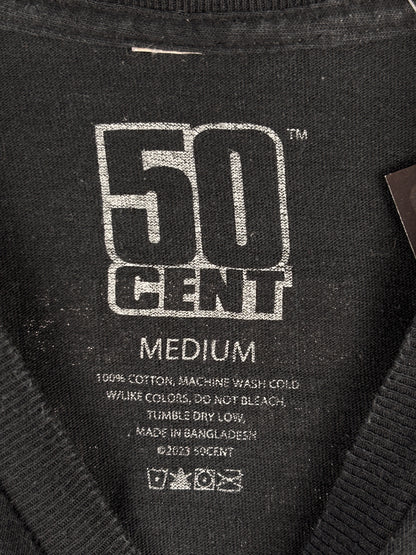 50™
CENT
MEDIUM
100% COTTON, MACHINE WASH COLD
W/LIKE COLORS, DO NOT BLEACH,
TUMBLE DRY LOW,
MADE IN BANGLADESH
©2023 50CENT